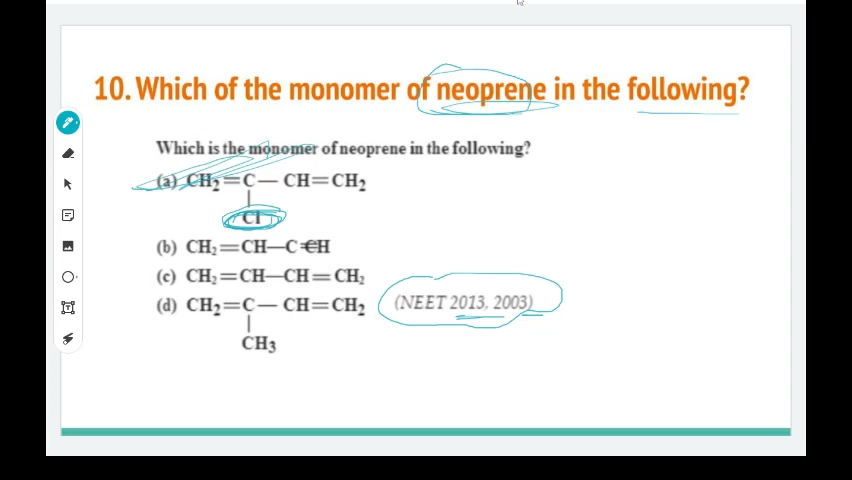 10. Which of the monomer of neoprene in the following?
Which is the monomer of neoprene in the following?
(a) CH₂=C—CH=CH₂
|
Cl
(b) CH₂=CH—C≡CH
(c) CH₂=CH—CH=CH₂
(d) CH₂=C—CH=CH₂ (NEET 2013, 2003)
|
CH₃